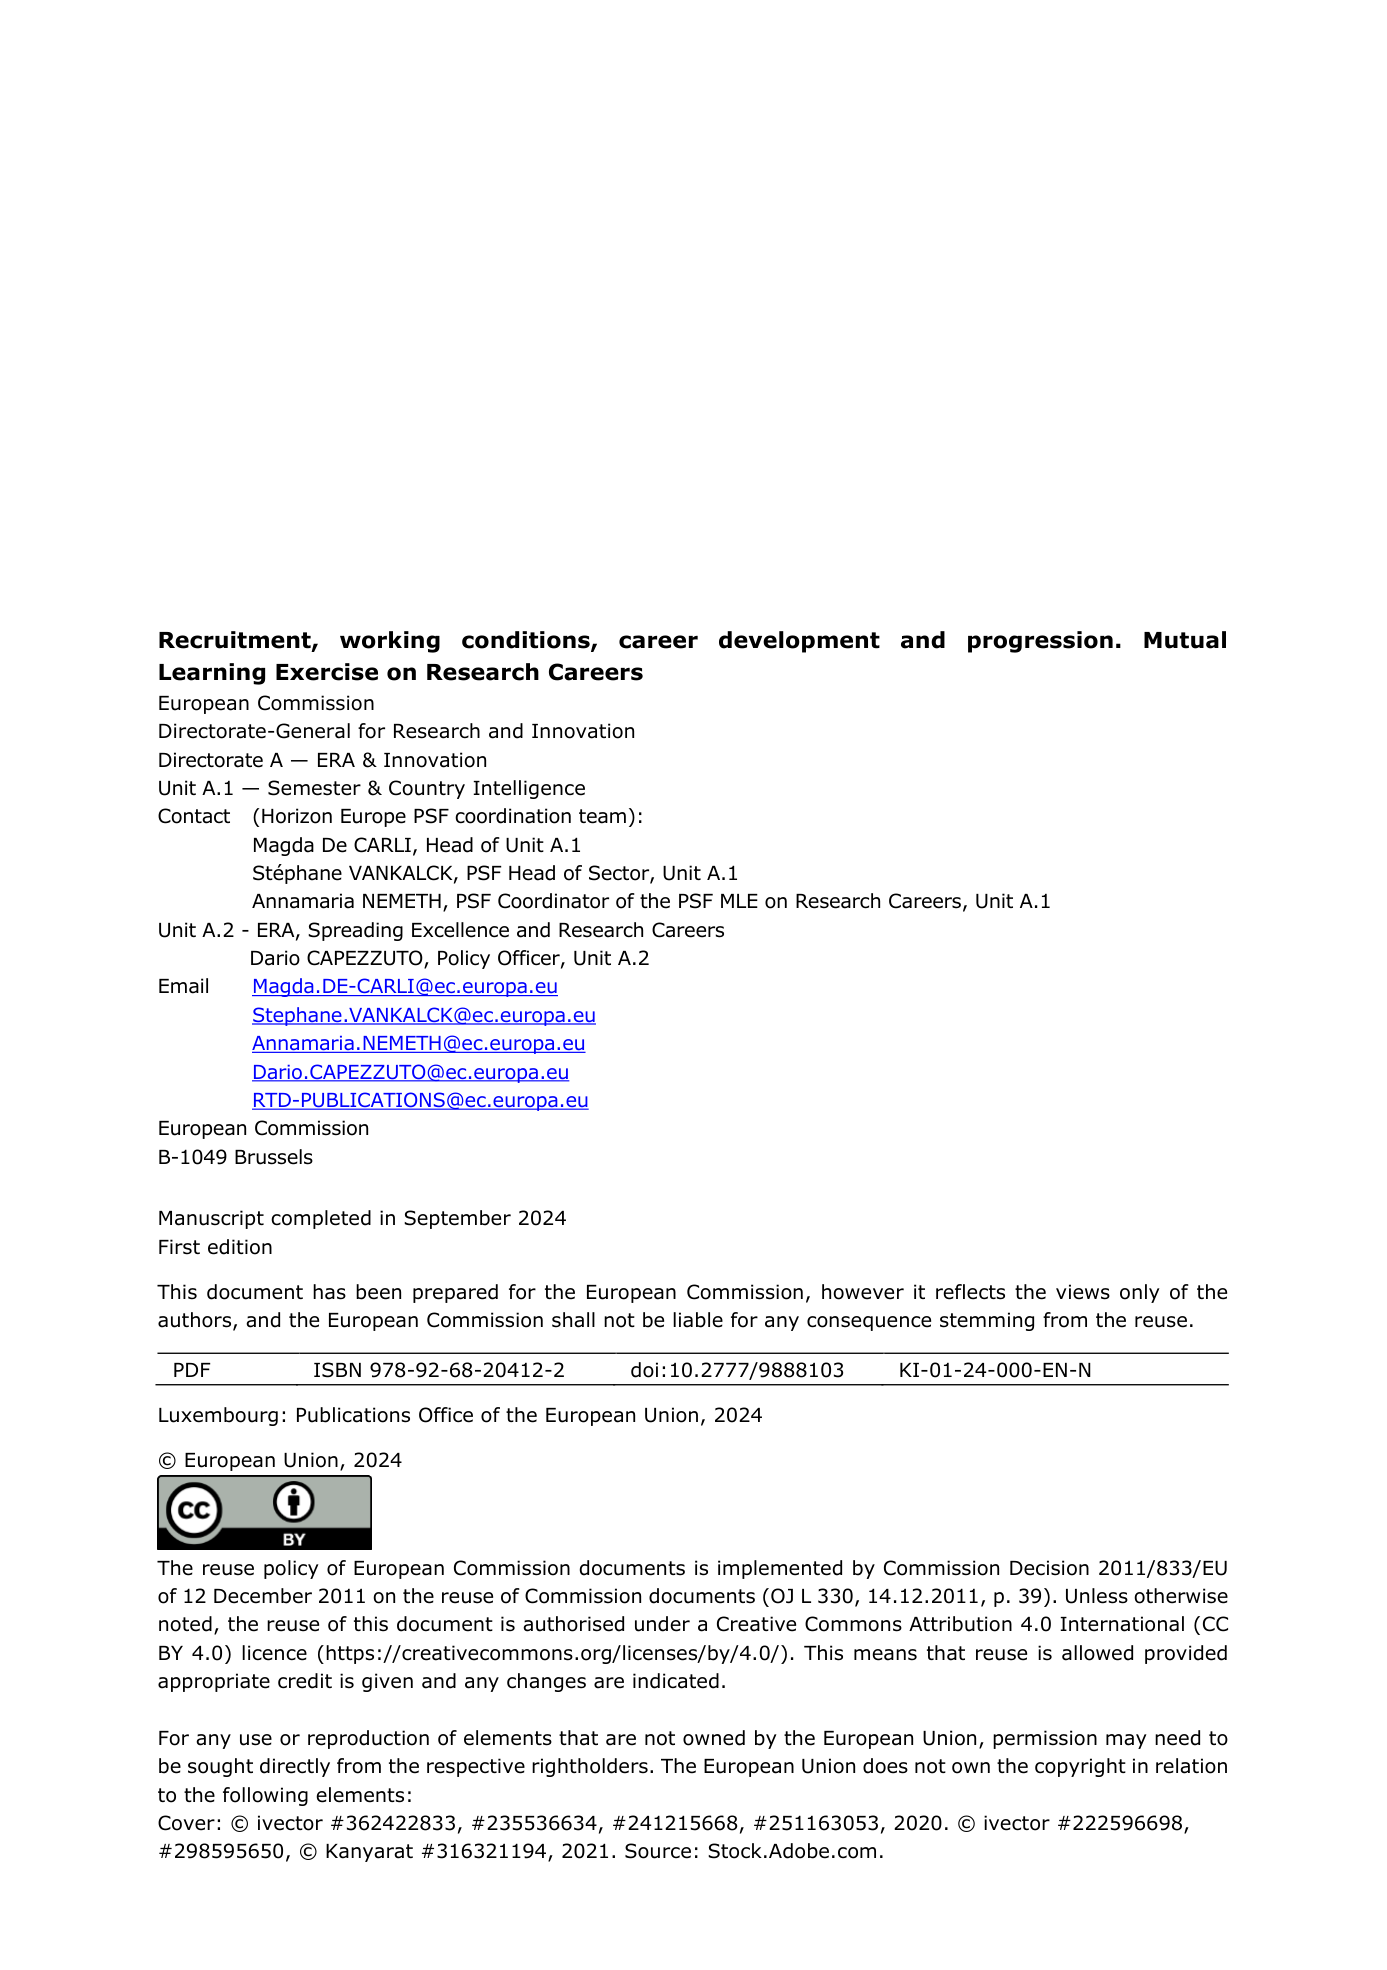 Recruitment, working conditions, career development and progression. Mutual
Learning Exercise on Research Careers
European Commission
Directorate-General for Research and Innovation
Directorate A — ERA & Innovation
Unit A.1 — Semester & Country Intelligence
Contact (Horizon Europe PSF coordination team):
Magda De CARLI, Head of Unit A.1
Stéphane VANKALCK, PSF Head of Sector, Unit A.1
Annamaria NEMETH, PSF Coordinator of the PSF MLE on Research Careers, Unit A.1
Unit A.2 - ERA, Spreading Excellence and Research Careers
Dario CAPEZZUTO, Policy Officer, Unit A.2
Email Magda.DE-CARLI@ec.europa.eu
Stephane.VANKALCK@ec.europa.eu
Annamaria.NEMETH@ec.europa.eu
Dario.CAPEZZUTO@ec.europa.eu
RTD-PUBLICATIONS@ec.europa.eu
European Commission
B-1049 Brussels
Manuscript completed in September 2024
First edition
This document has been prepared for the European Commission, however it reflects the views only of the
authors, and the European Commission shall not be liable for any consequence stemming from the reuse.
PDF ISBN 978-92-68-20412-2 doi:10.2777/9888103 KI-01-24-000-EN-N
Luxembourg: Publications Office of the European Union, 2024
© European Union, 2024
CC BY
The reuse policy of European Commission documents is implemented by Commission Decision 2011/833/EU
of 12 December 2011 on the reuse of Commission documents (OJ L 330, 14.12.2011, p. 39). Unless otherwise
noted, the reuse of this document is authorised under a Creative Commons Attribution 4.0 International (CC
BY 4.0) licence (https://creativecommons.org/licenses/by/4.0/). This means that reuse is allowed provided
appropriate credit is given and any changes are indicated.
For any use or reproduction of elements that are not owned by the European Union, permission may need to
be sought directly from the respective rightholders. The European Union does not own the copyright in relation
to the following elements:
Cover: © ivector #362422833, #235536634, #241215668, #251163053, 2020. © ivector #222596698,
#298595650, © Kanyarat #316321194, 2021. Source: Stock.Adobe.com.